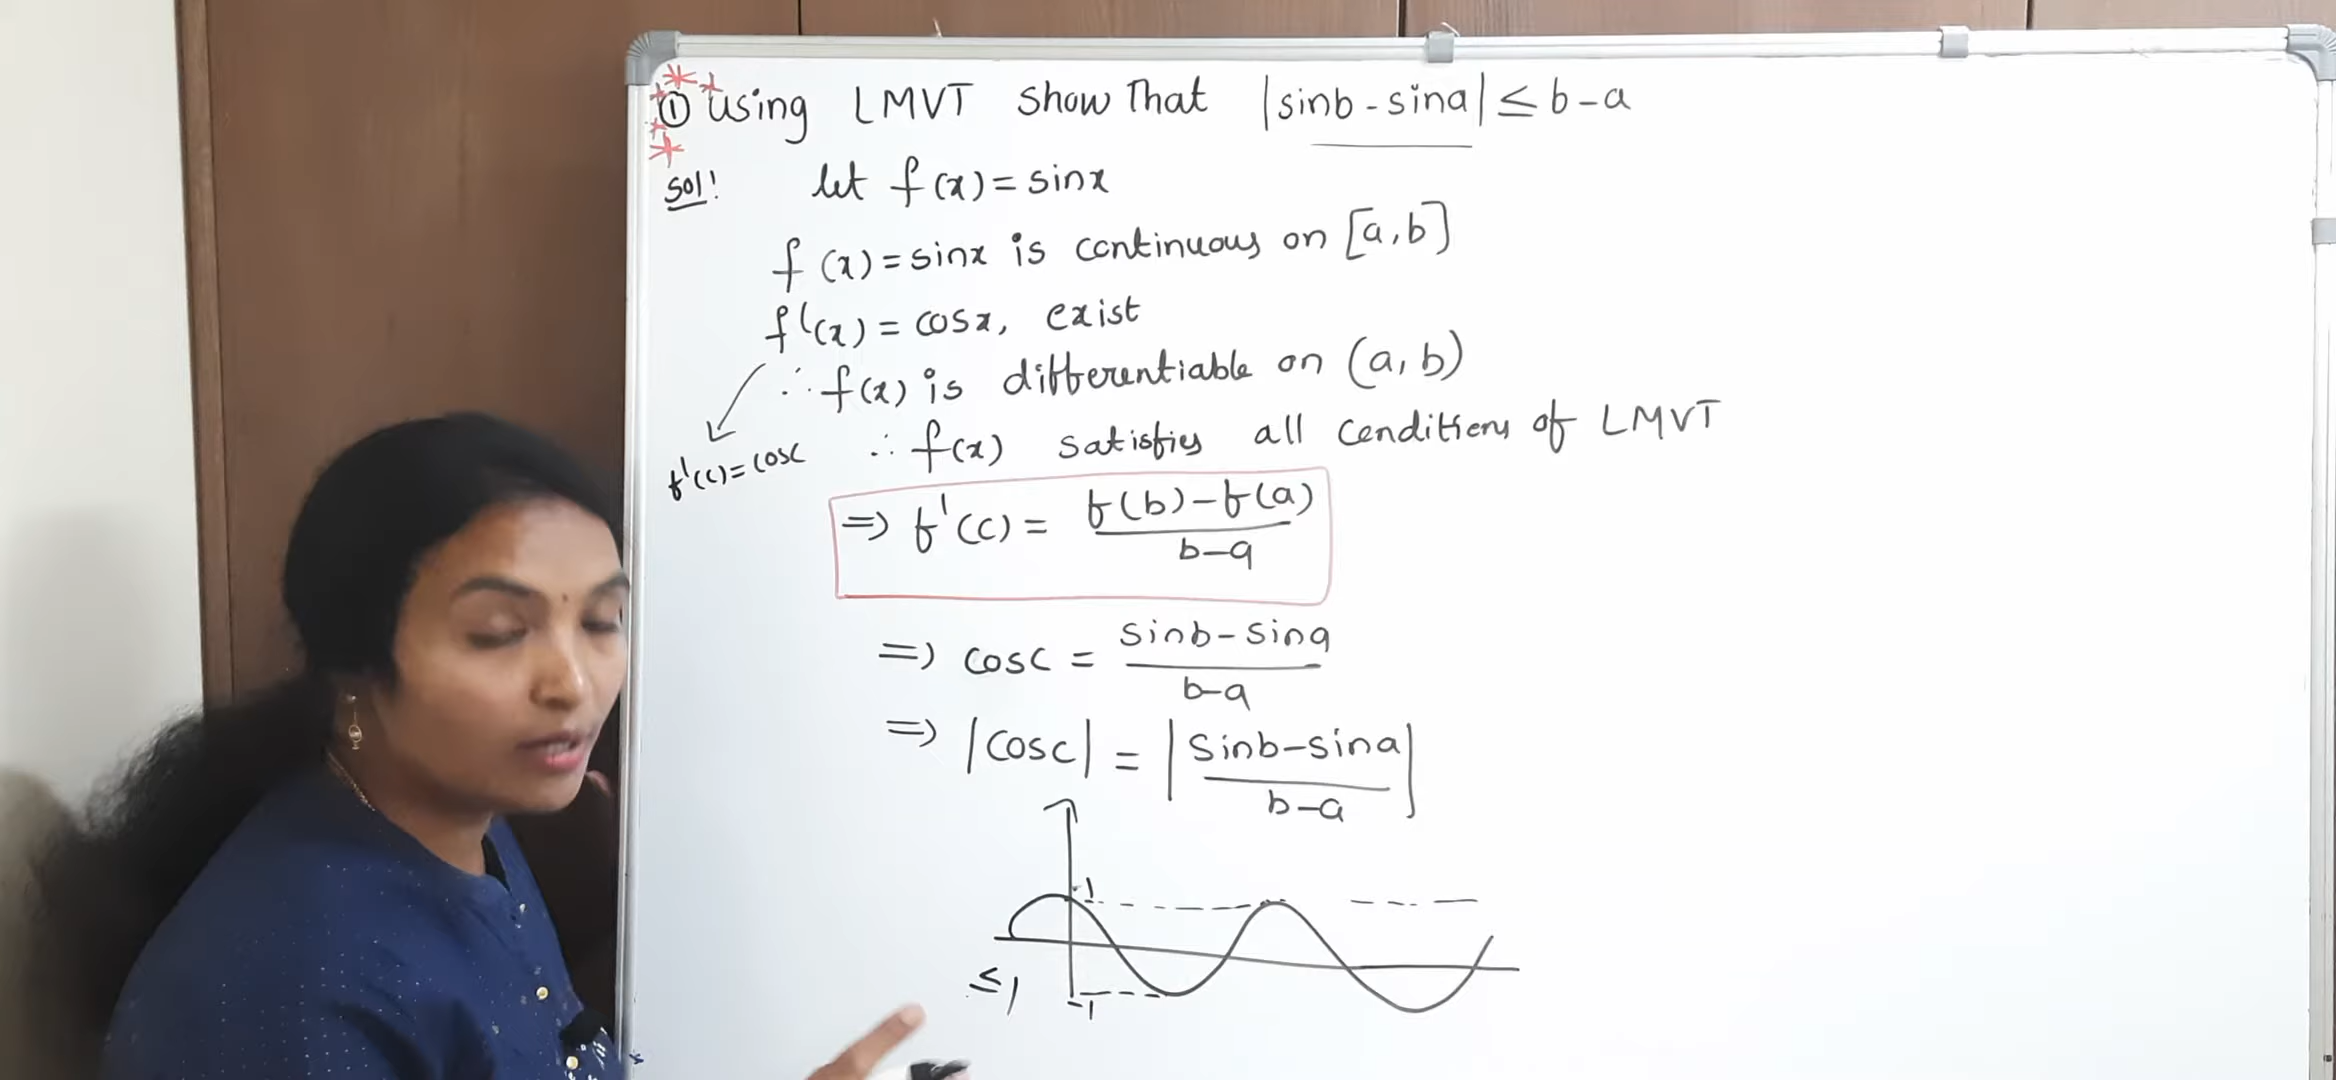 ① using LMVT show That |sinb - sina| ≤ b-a
Sol! let f(x) = sinx
f(x) = sinx is continuous on [a,b]
f'(x) = cosx, exist
∴ f(x) is differentiable on (a,b)
f'(c) = cosc ∴ f(x) satisfies all conditions of LMVT
⇒ f'(c) = f(b)-f(a) / b-a
⇒ cosc = sinb-sina / b-a
⇒ |cosc| = |sinb-sina / b-a|
1
≤1
-1